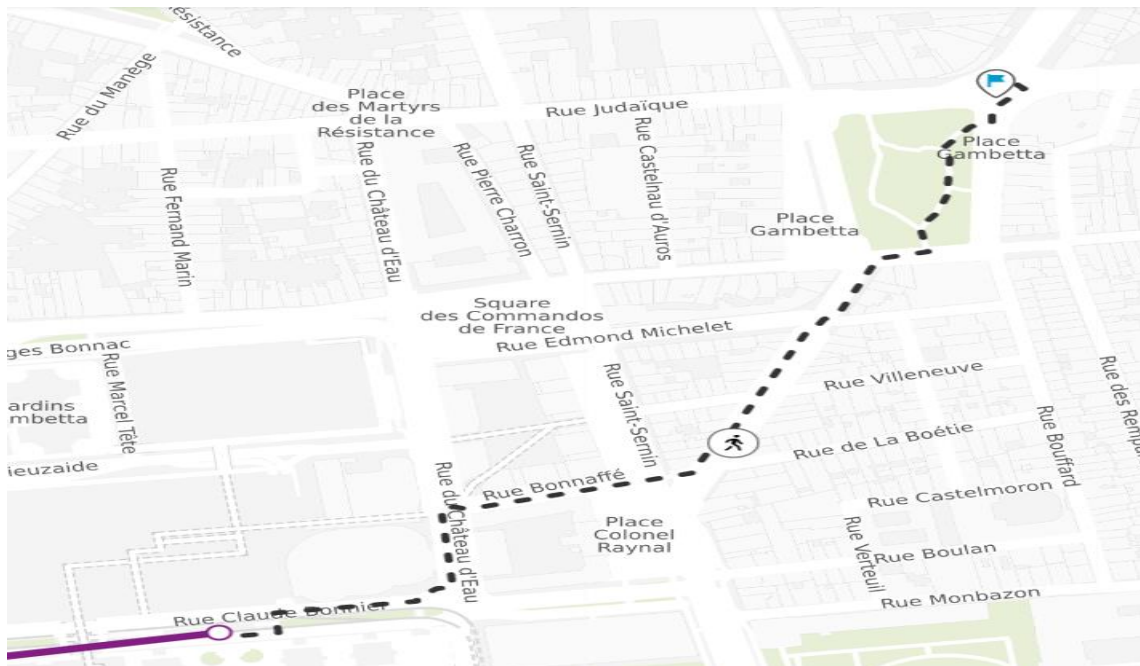 Résistance
Rue du Manège
Place
des Martyrs
de la
Résistance
Rue Judaïque
Place
Gambetta
Rue Fernand Marin
Rue du Château d'Eau
Rue Pierre Charron
Rue Saint-Sernin
Rue Castelnau d'Auros
Place
Gambetta
Square
des Commandos
de France
Rue Edmond Michelet
ges Bonnac
Rue Marcel Tête
ardins
mbetta
ieuzaide
Rue Saint-Sernin
Rue Villeneuve
Rue de La Boétie
Rue Bouffard
Rue des Rempa
Rue du Château d'Eau
Rue Bonnaffé
Place
Colonel
Raynal
Rue Castelmoron
Rue Verteuil
Rue Boulan
Rue Monbazon
Rue Claude Bonnier